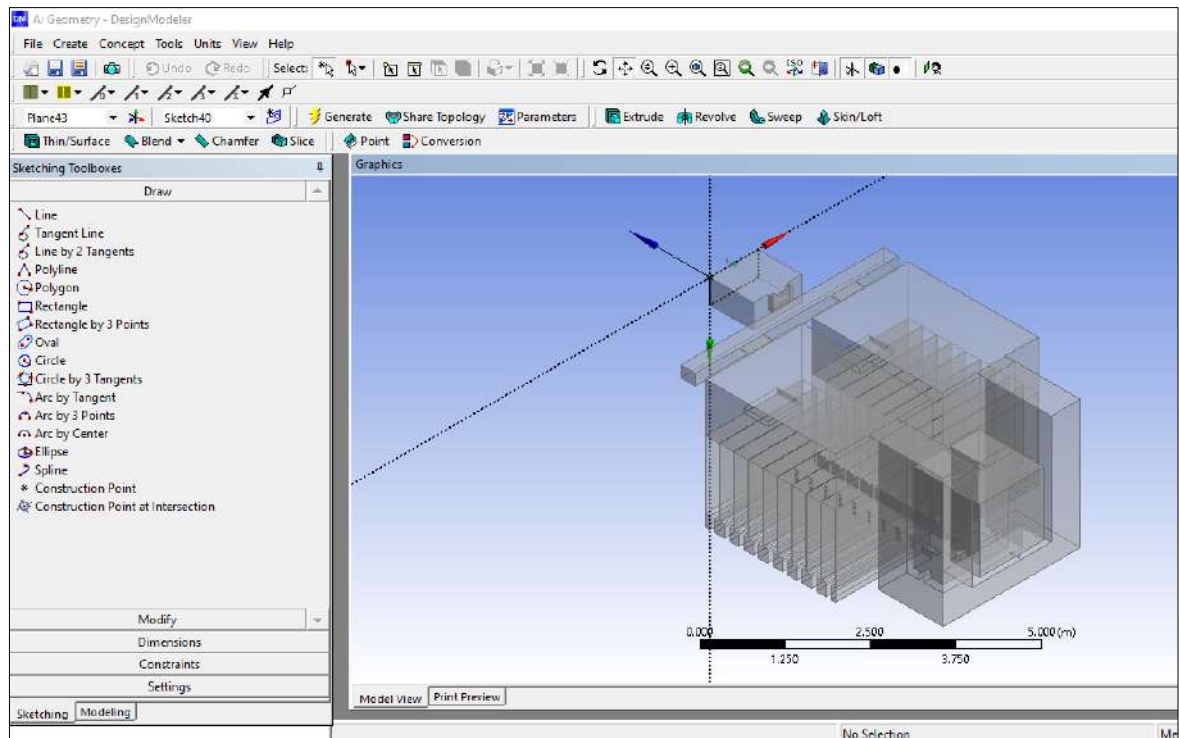 DM A: Geometry - DesignModeler
File Create Concept Tools Units View Help
Undo Redo Select:
Plane43 Sketch40 Generate Share Topology Parameters Extrude Revolve Sweep Skin/Loft
Thin/Surface Blend Chamfer Slice Point Conversion
Sketching Toolboxes
Draw
Line
Tangent Line
Line by 2 Tangents
Polyline
Polygon
Rectangle
Rectangle by 3 Points
Oval
Circle
Circle by 3 Tangents
Arc by Tangent
Arc by 3 Points
Arc by Center
Ellipse
Spline
Construction Point
Construction Point at Intersection
Modify
Dimensions
Constraints
Settings
Sketching Modeling
Graphics
0.000 2.500 5.000 (m)
1.250 3.750
Model View Print Preview
No Selection